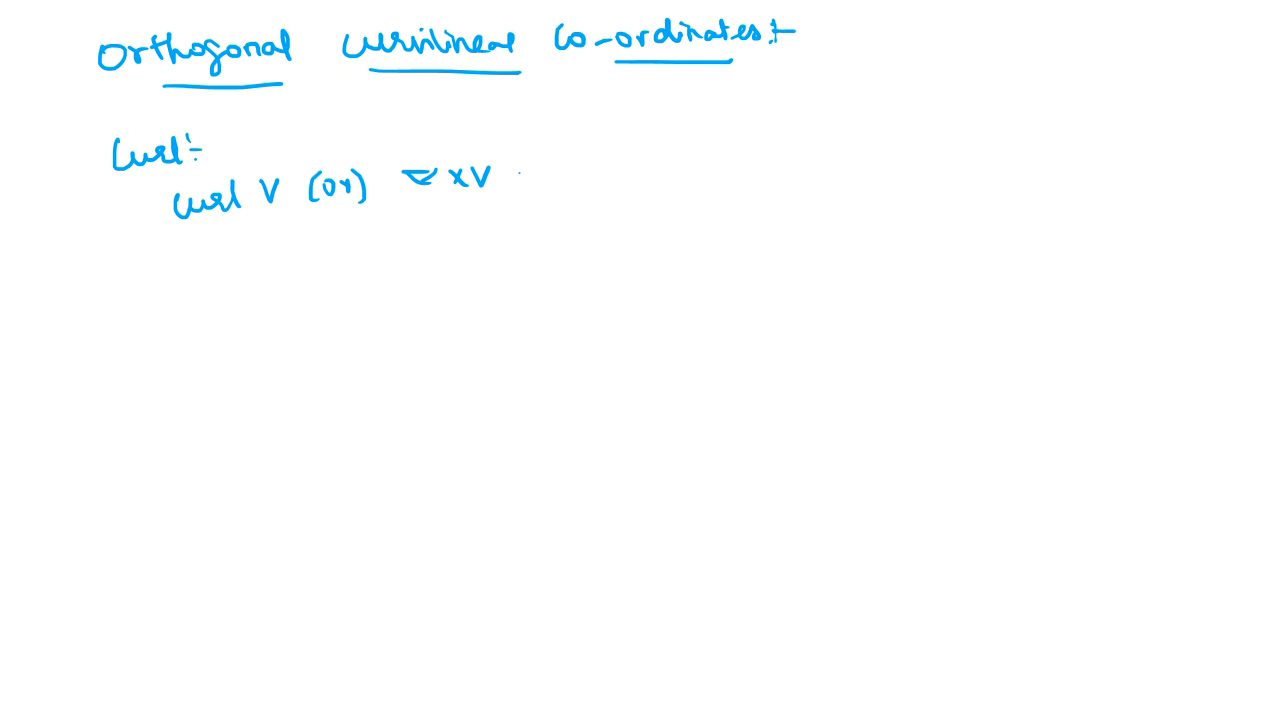 Orthogonal curvilinear co-ordinates:-
Curl:-
curl V (or) ∇ x V